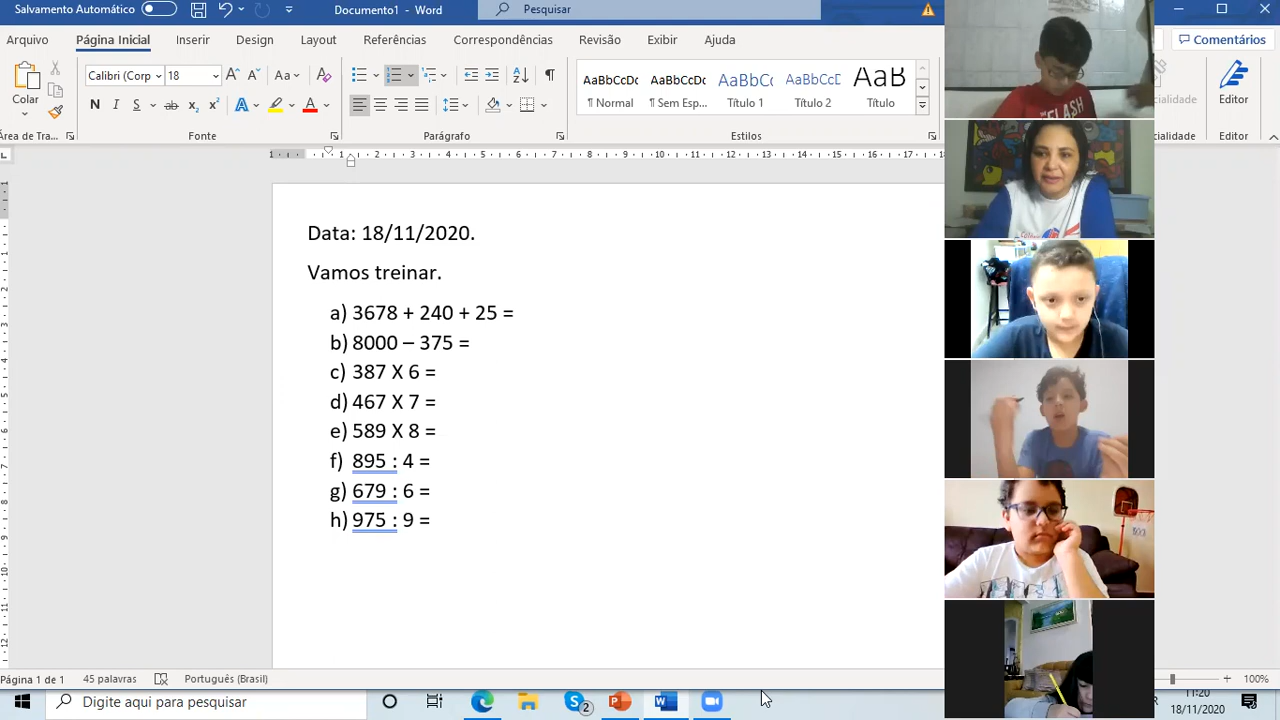 Salvamento Automático
Documento1 - Word
Pesquisar
Arquivo Página Inicial Inserir Design Layout Referências Correspondências Revisão Exibir Ajuda
Comentários
Colar
Calibri (Corp 18
AaBbCcDc AaBbCcDc AaBbCc AaBbCcD AaB
¶ Normal ¶ Sem Esp... Título 1 Título 2 Título
Editor
Fonte Parágrafo Estilos Editor
Data: 18/11/2020.
Vamos treinar.
a) 3678 + 240 + 25 =
b) 8000 – 375 =
c) 387 X 6 =
d) 467 X 7 =
e) 589 X 8 =
f) 895 : 4 =
g) 679 : 6 =
h) 975 : 9 =
FLASH
Página 1 de 1 45 palavras Português (Brasil) 100%
Digite aqui para pesquisar
11:20
18/11/2020